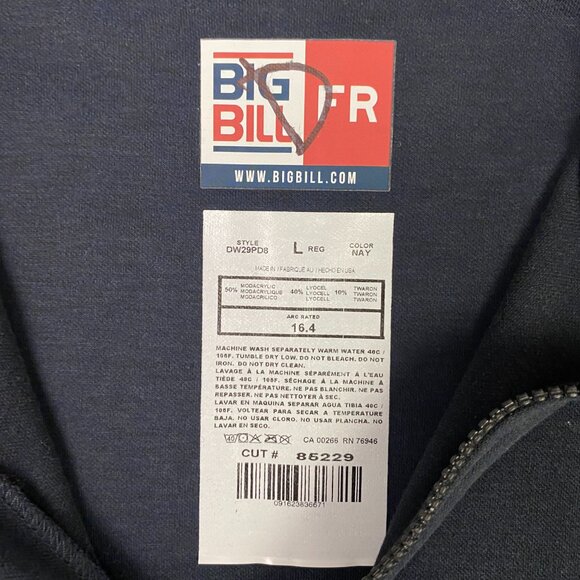 BIG
BILL
FR
WWW.BIGBILL.COM
STYLE
DW29PD8
L REG
COLOR
NAY
MADE IN / FABRIQUÉ AU / HECHO EN USA
50% MODACRYLIC 40% LYOCEL 10% TWARON
MODACRYLIQUE LYOCELL TWARON
MODACRILICO LYOCELL TWARON
ARC RATED
16.4
MACHINE WASH SEPARATELY WARM WATER 40C /
105F. TUMBLE DRY LOW. DO NOT BLEACH. DO NOT
IRON. DO NOT DRY CLEAN.
LAVAGE À LA MACHINE SÉPARÉMENT À L'EAU
TIÈDE 40C / 105F. SÉCHAGE À LA MACHINE À
BASSE TEMPÉRATURE. NE PAS BLANCHIR. NE PAS
REPASSER. NE PAS NETTOYER À SEC.
LAVAR EN MAQUINA SEPARAR AGUA TIBIA 40C /
105F. VOLTEAR PARA SECAR A TEMPERATURE
BAJA. NO USAR CLORO. NO USAR PLANCHA. NO
LAVAR EN SECO.
40 CA 00266 RN 76946
CUT # 85229
091623836671